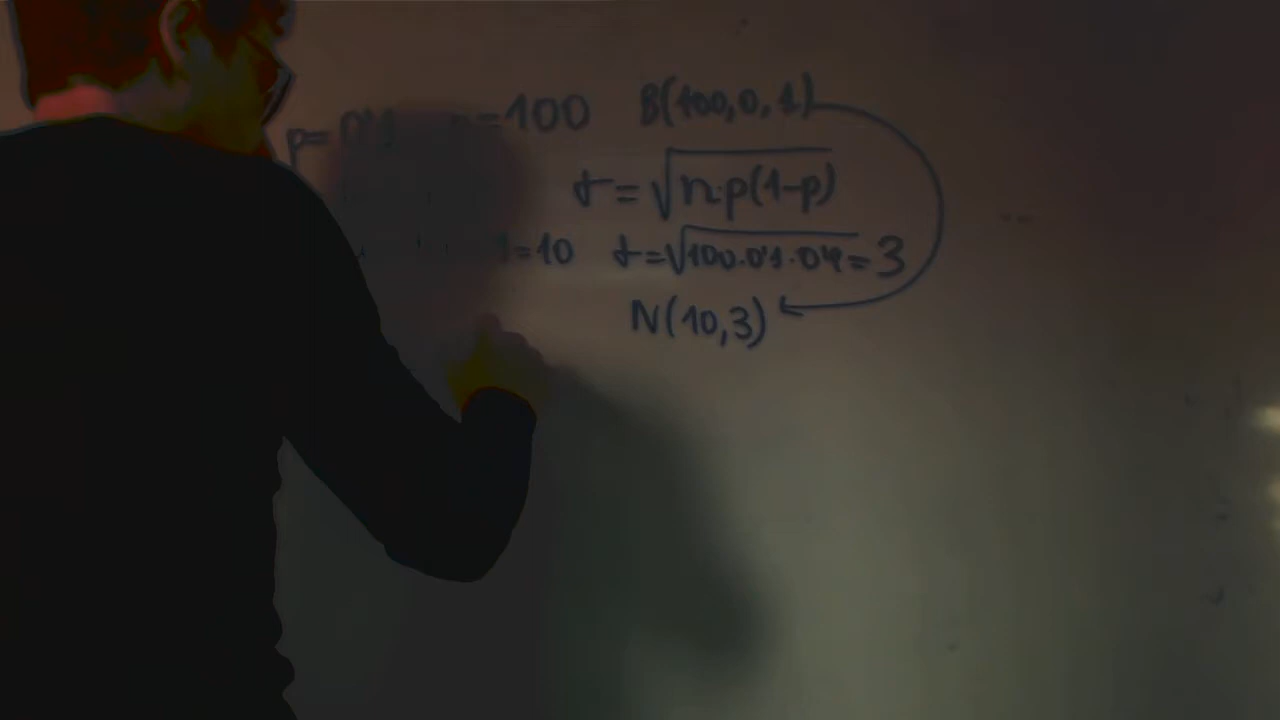 p= 0'1 =100 B(100,0,1)
σ = √n·p(1-p)
=10 σ=√100·0'1·0'9 = 3
N(10,3)